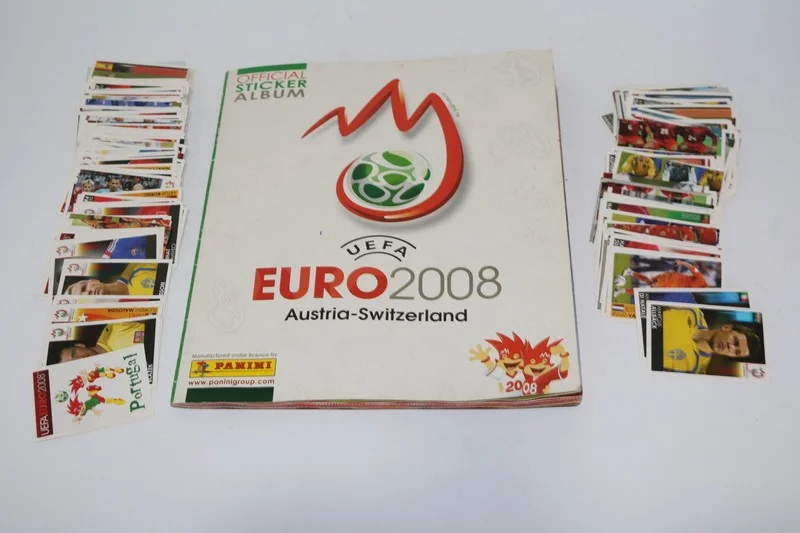 OFFICIAL
STICKER
ALBUM
UEFA
EURO2008
Austria-Switzerland
Manufactured under licence by
PANINI
www.paninigroup.com
2008
UEFA EURO2008
Portugal
ALLBÄCK